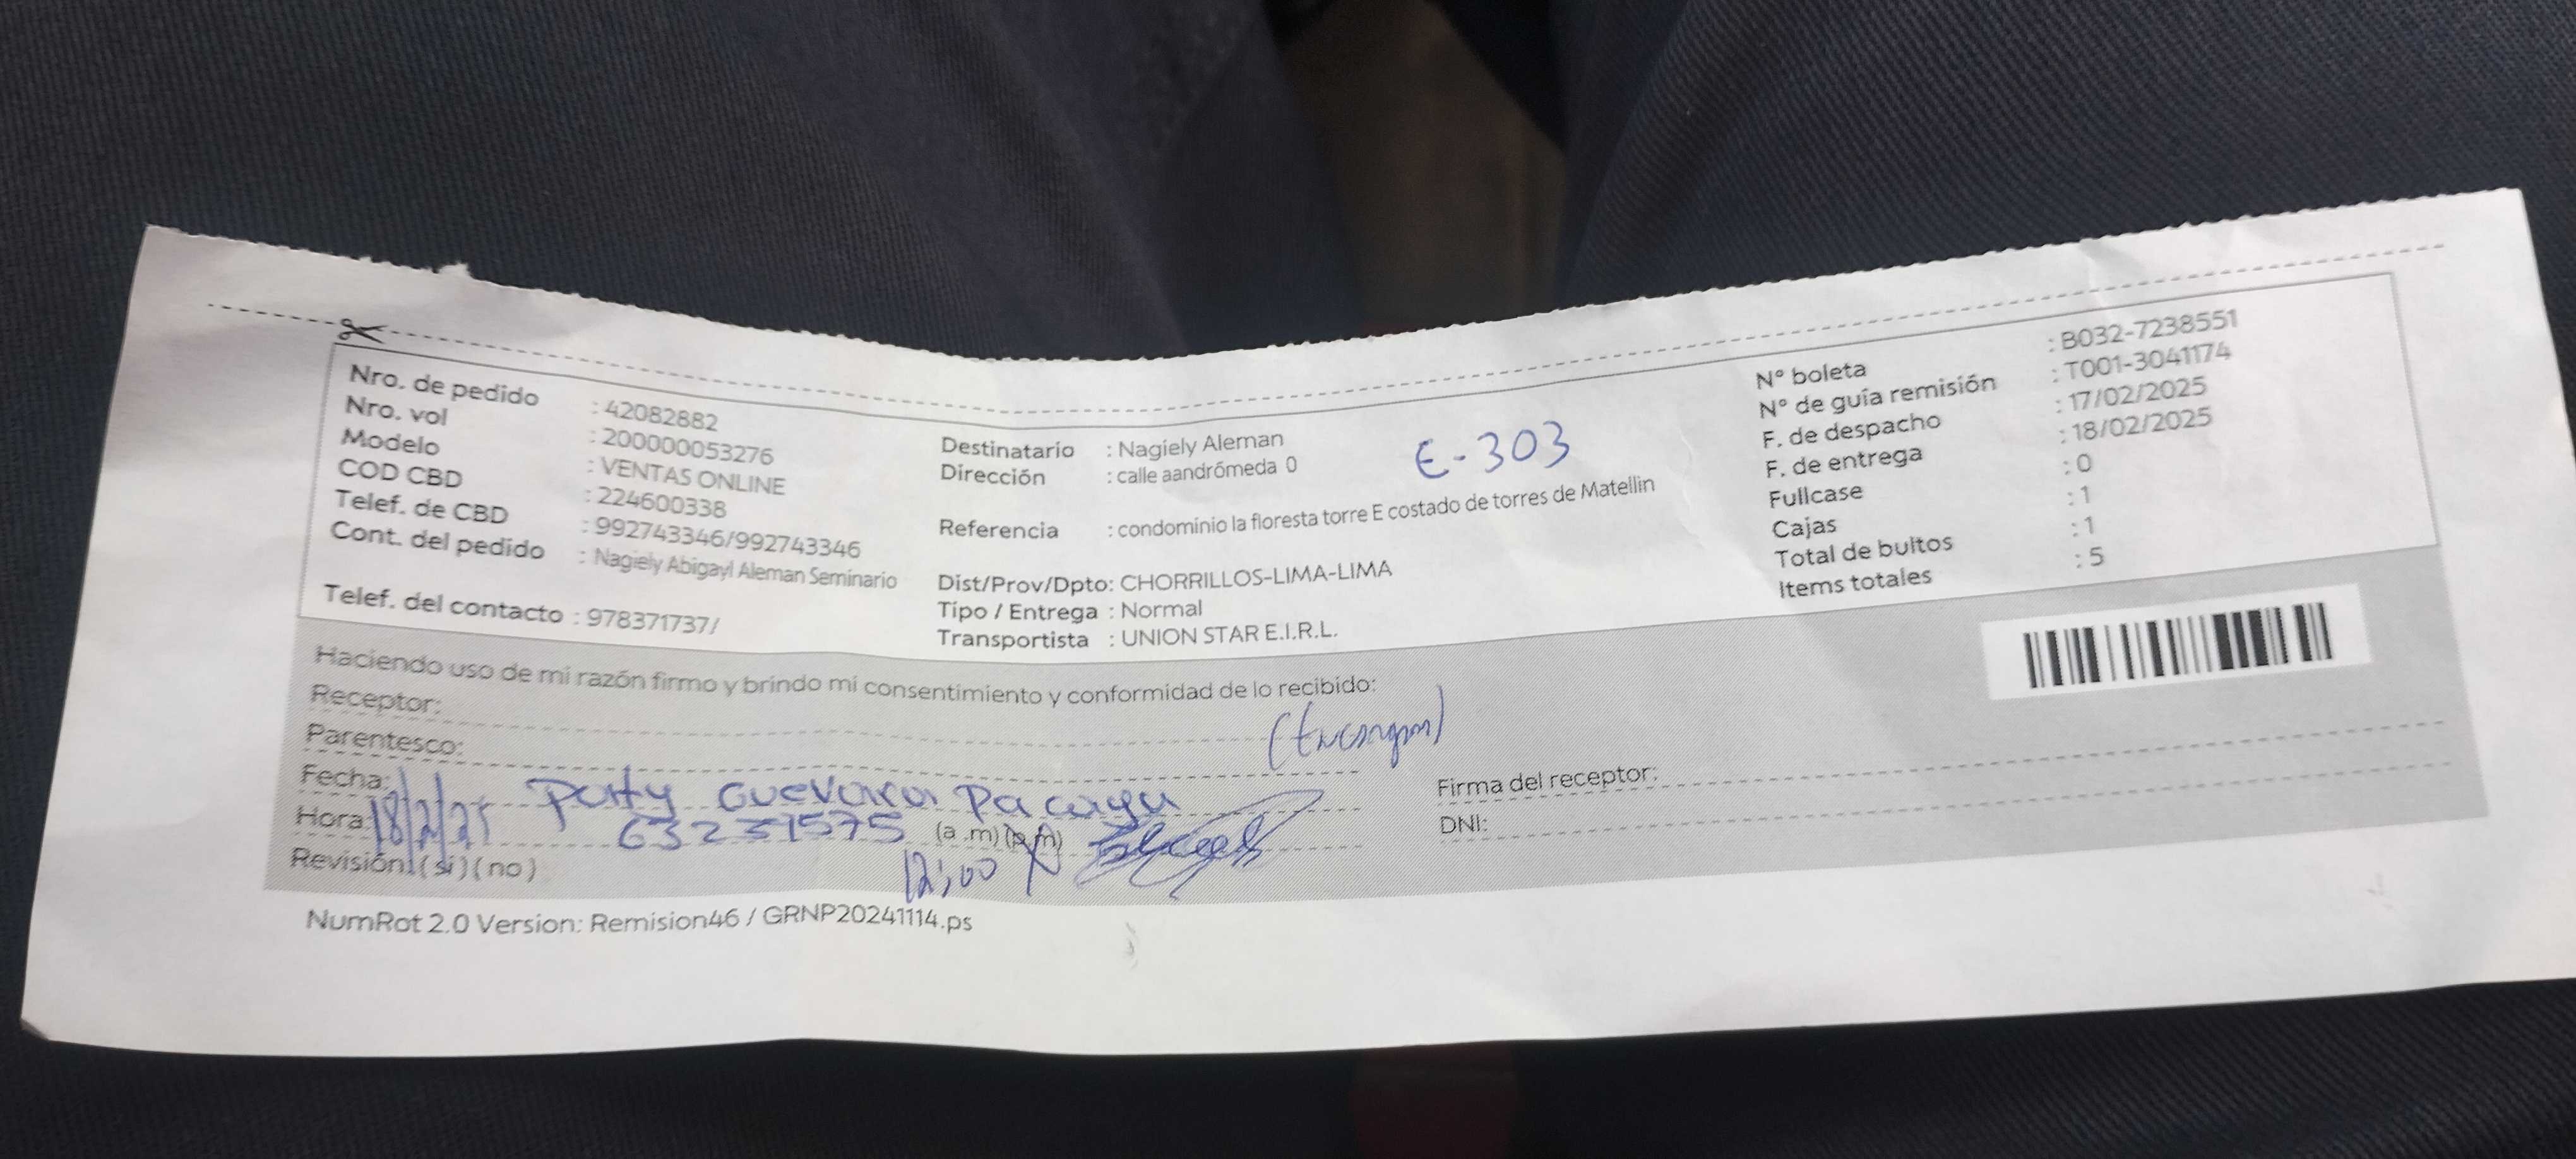 Nro. de pedido : 42082882
Nro. vol : 200000053276
Modelo : VENTAS ONLINE
COD CBD : 224600338
Telef. de CBD : 992743346/992743346
Cont. del pedido : Nagiely Abigayl Aleman Seminario
Telef. del contacto : 978371737/
Destinatario : Nagiely Aleman
Dirección : calle aandrómeda 0
E-303
Referencia : condominio la floresta torre E costado de torres de Matellin
Dist/Prov/Dpto: CHORRILLOS-LIMA-LIMA
Tipo / Entrega : Normal
Transportista : UNION STAR E.I.R.L.
N° boleta : B032-7238551
N° de guía remisión : T001-3041174
F. de despacho : 17/02/2025
F. de entrega : 18/02/2025
Fullcase : 0
Cajas : 1
Total de bultos : 1
Items totales : 5
Haciendo uso de mi razón firmo y brindo mi consentimiento y conformidad de lo recibido:
Receptor:
Parentesco:
Fecha: 18/2/25 Guevara Pacaya
Hora: 63231575 (a .m) (p.m)
12:00
Revisión: (si) (no)
Firma del receptor:
DNI:
NumRot 2.0 Version: Remision46 / GRNP20241114.ps